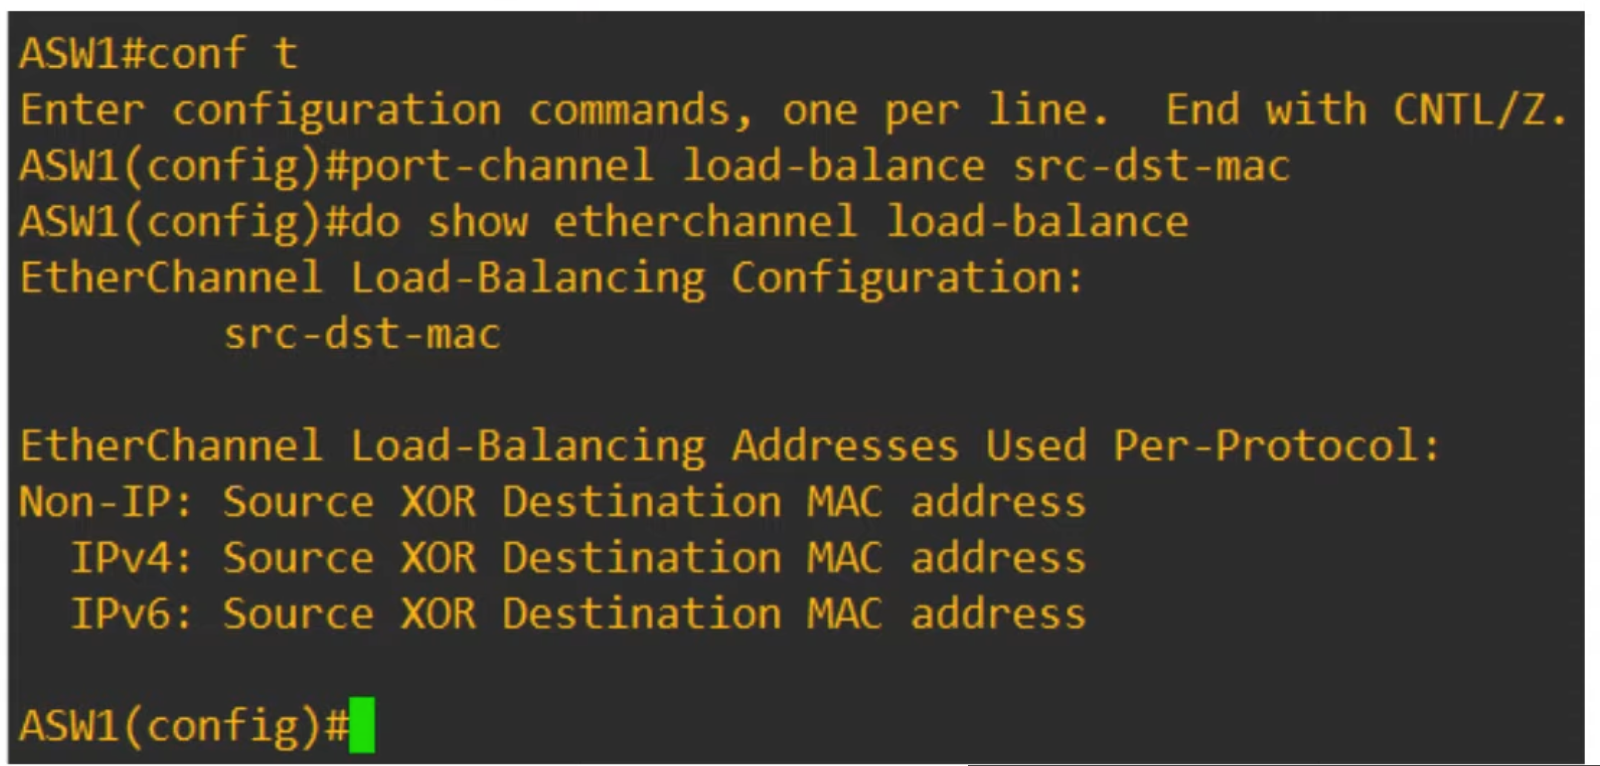 ASW1#conf t
Enter configuration commands, one per line.  End with CNTL/Z.
ASW1(config)#port-channel load-balance src-dst-mac
ASW1(config)#do show etherchannel load-balance
EtherChannel Load-Balancing Configuration:
        src-dst-mac

EtherChannel Load-Balancing Addresses Used Per-Protocol:
Non-IP: Source XOR Destination MAC address
  IPv4: Source XOR Destination MAC address
  IPv6: Source XOR Destination MAC address

ASW1(config)#